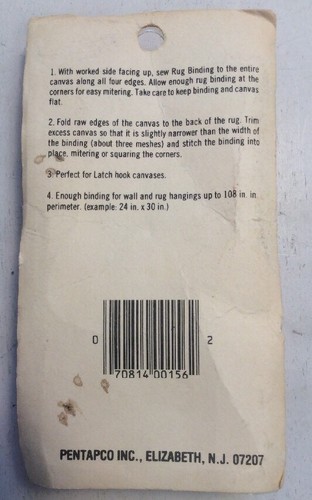 1. With worked side facing up, sew Rug Binding to the entire
canvas along all four edges. Allow enough rug binding at the
corners for easy mitering. Take care to keep binding and canvas
flat.
2. Fold raw edges of the canvas to the back of the rug. Trim
excess canvas so that it is slightly narrower than the width of
the binding (about three meshes) and stitch the binding into
place, mitering or squaring the corners.
3. Perfect for Latch hook canvases.
4. Enough binding for wall and rug hangings up to 108 in. in
perimeter. (example: 24 in. x 30 in.)
0 2
70814 00156
PENTAPCO INC., ELIZABETH, N.J. 07207